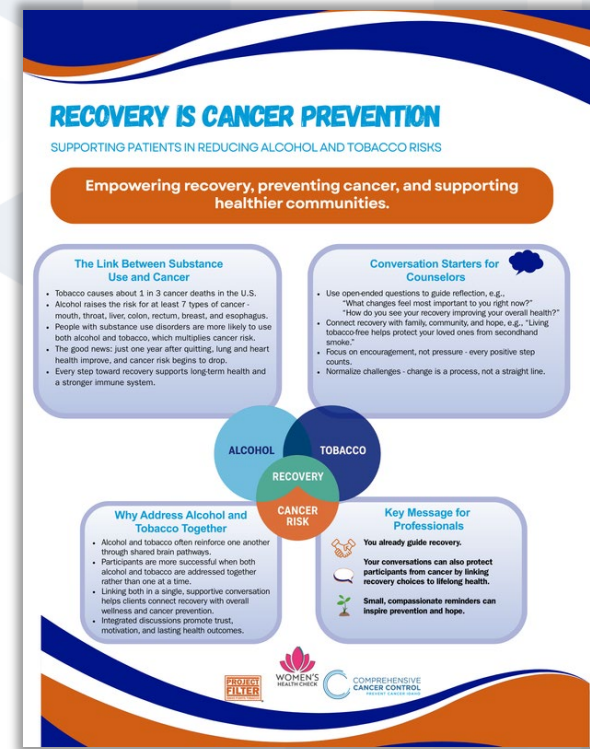 RECOVERY IS CANCER PREVENTION
SUPPORTING PATIENTS IN REDUCING ALCOHOL AND TOBACCO RISKS
Empowering recovery, preventing cancer, and supporting
healthier communities.
The Link Between Substance
Use and Cancer
• Tobacco causes about 1 in 3 cancer deaths in the U.S.
• Alcohol raises the risk for at least 7 types of cancer -
mouth, throat, liver, colon, rectum, breast, and esophagus.
• People with substance use disorders are more likely to use
both alcohol and tobacco, which multiplies cancer risk.
• The good news: just one year after quitting, lung and heart
health improve, and cancer risk begins to drop.
• Every step toward recovery supports long-term health and
a stronger immune system.
Conversation Starters for
Counselors
• Use open-ended questions to guide reflection, e.g.,
"What changes feel most important to you right now?"
"How do you see your recovery improving your overall health?"
• Connect recovery with family, community, and hope, e.g., "Living
tobacco-free helps protect your loved ones from secondhand
smoke."
• Focus on encouragement, not pressure - every positive step
counts.
• Normalize challenges - change is a process, not a straight line.
ALCOHOL
TOBACCO
RECOVERY
CANCER
RISK
Why Address Alcohol and
Tobacco Together
• Alcohol and tobacco often reinforce one another
through shared brain pathways.
• Participants are more successful when both
alcohol and tobacco are addressed together
rather than one at a time.
• Linking both in a single, supportive conversation
helps clients connect recovery with overall
wellness and cancer prevention.
• Integrated discussions promote trust,
motivation, and lasting health outcomes.
Key Message for
Professionals
You already guide recovery.
Your conversations can also protect
participants from cancer by linking
recovery choices to lifelong health.
Small, compassionate reminders can
inspire prevention and hope.
PROJECT
FILTER
WOMEN'S
HEALTH CHECK
COMPREHENSIVE
CANCER CONTROL
PREVENT CANCER IDAHO